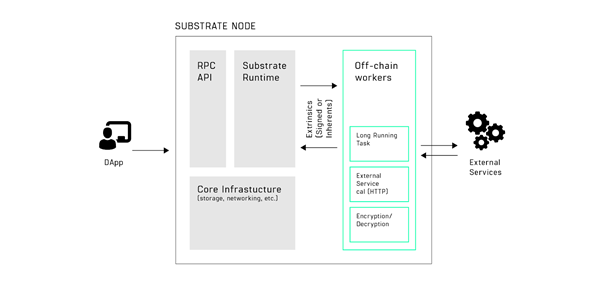 SUBSTRATE NODE
RPC
API
Substrate
Runtime
Off-chain
workers
Extrinsics
(Signed or
Inherents)
Long Running
Task
DApp
External
Services
External
Service
cal (HTTP)
Core Infrastucture
(storage, networking, etc.)
Encryption/
Decryption